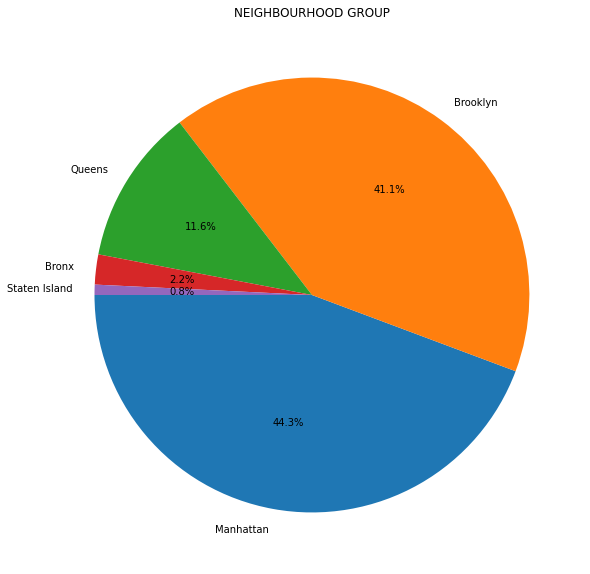 NEIGHBOURHOOD GROUP
Brooklyn
Queens
41.1%
11.6%
Bronx
2.2%
Staten Island
0.8%
44.3%
Manhattan